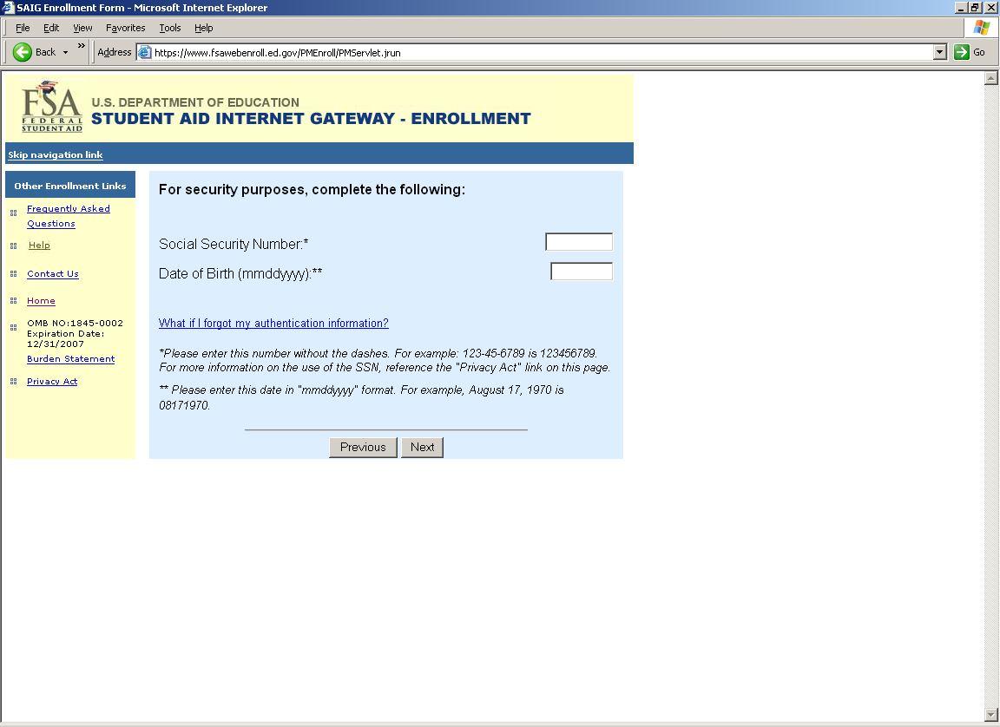 SAIG Enrollment Form - Microsoft Internet Explorer
File Edit View Favorites Tools Help
Back » Address https://www.fsawebenroll.ed.gov/PMEnroll/PMServlet.jrun Go
FSA
FEDERAL
STUDENT AID
U.S. DEPARTMENT OF EDUCATION
STUDENT AID INTERNET GATEWAY - ENROLLMENT
Skip navigation link
Other Enrollment Links
Frequently Asked
Questions
Help
Contact Us
Home
OMB NO:1845-0002
Expiration Date:
12/31/2007
Burden Statement
Privacy Act
For security purposes, complete the following:
Social Security Number:*
Date of Birth (mmddyyyy):**
What if I forgot my authentication information?
*Please enter this number without the dashes. For example: 123-45-6789 is 123456789.
For more information on the use of the SSN, reference the "Privacy Act" link on this page.
** Please enter this date in "mmddyyyy" format. For example, August 17, 1970 is
08171970.
Previous Next